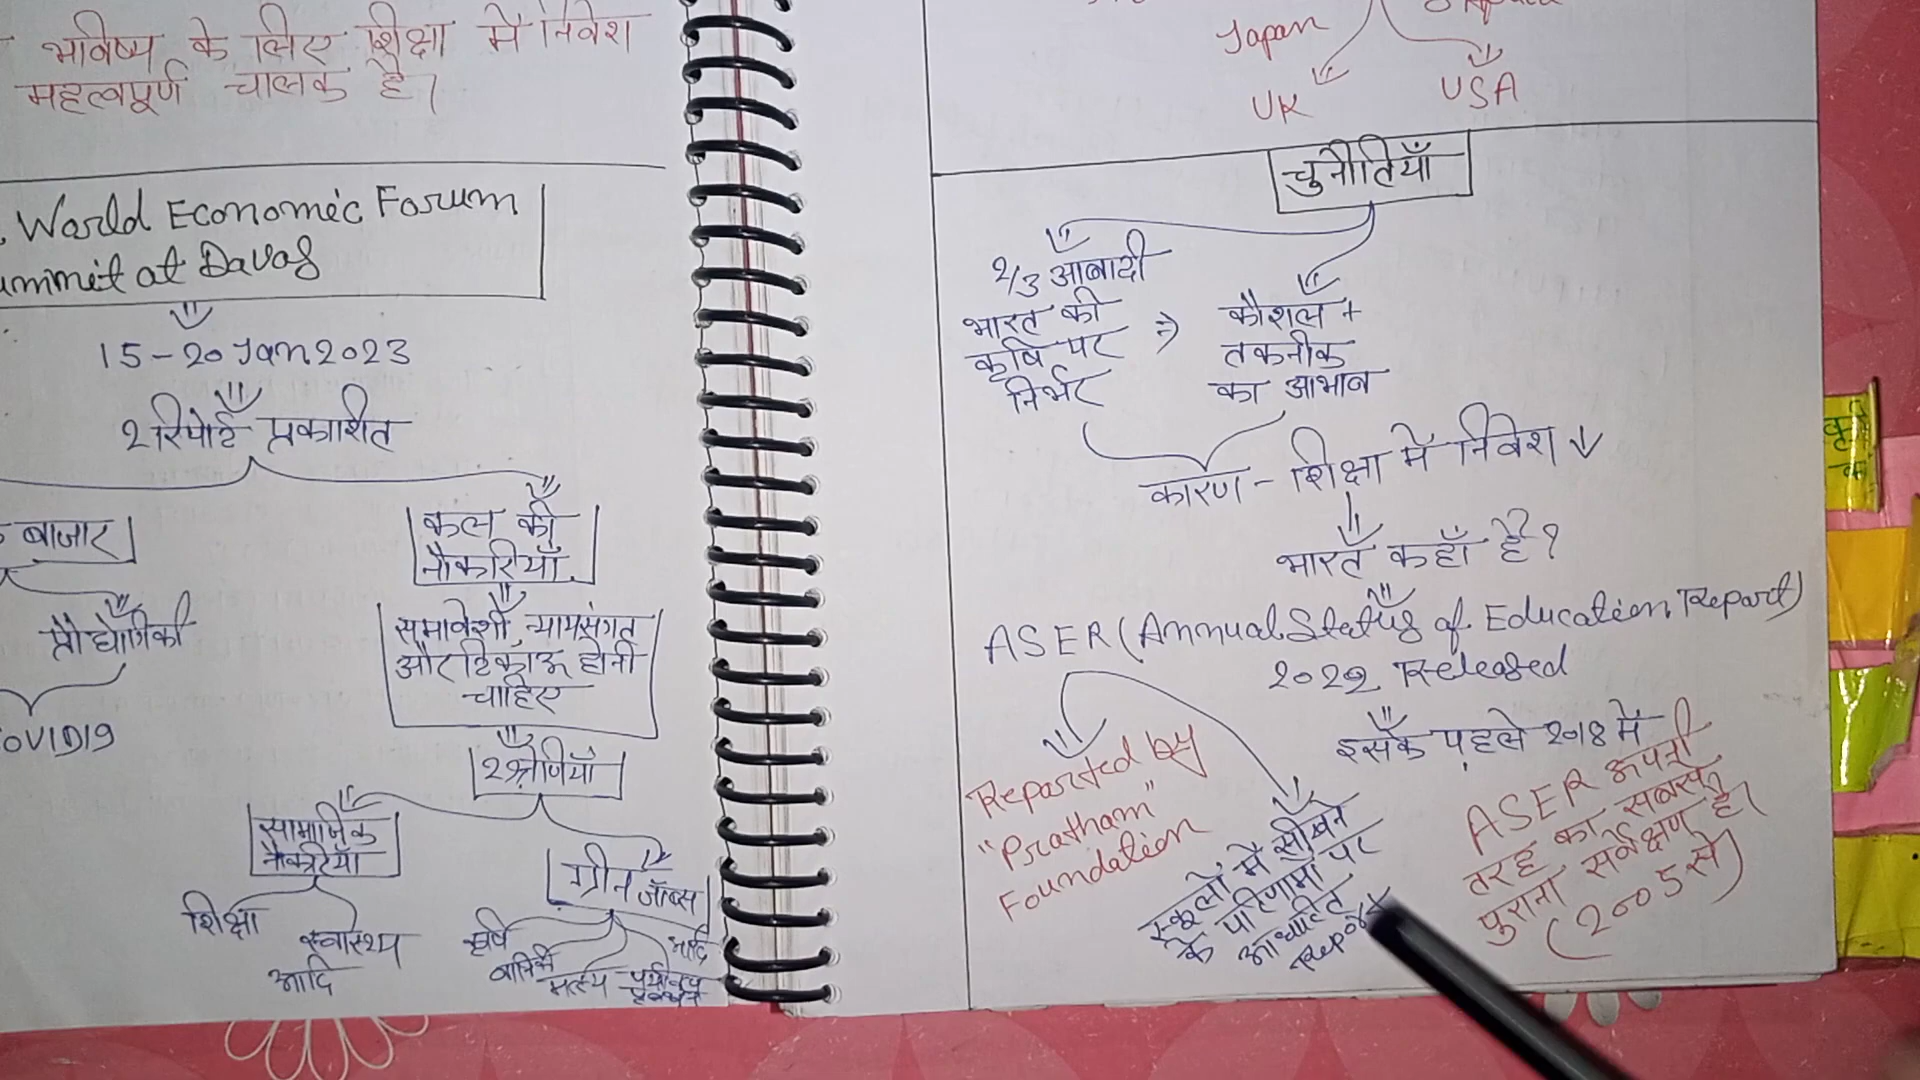 भविष्य के लिए शिक्षा में निवेश
महत्वपूर्ण चालक है।
World Economic Forum
ummit at Davos
15-20 Jan 2023
2 रिपोर्ट प्रकाशित
बाजार
प्रौद्योगिकी
OVID19
कल की
नौकरियाँ
समावेशी, न्यायसंगत
और टिकाऊ होनी
चाहिए
2 श्रेणियाँ
सामाजिक
नौकरियाँ
शिक्षा
स्वास्थ्य
आदि
ग्रीन जॉब्स
कृषि
वानिकी
मत्स्य
आदि
Japan
UK
USA
चुनौतियाँ
2/3 आबादी
भारत की
कृषि पर
निर्भर
⇒
कौशल +
तकनीक
का अभाव
कारण - शिक्षा में निवेश ↓
भारत कहाँ है?
ASER (Annual Status of Education Report)
2022 Released
इसके पहले 2018 में
Reported by
"Pratham"
Foundation
स्कूलों में सीखने
के परिणामों पर
आधारित
Report
ASER अपनी
तरह का सबसे
पुराना सर्वेक्षण है।
(2005 से)